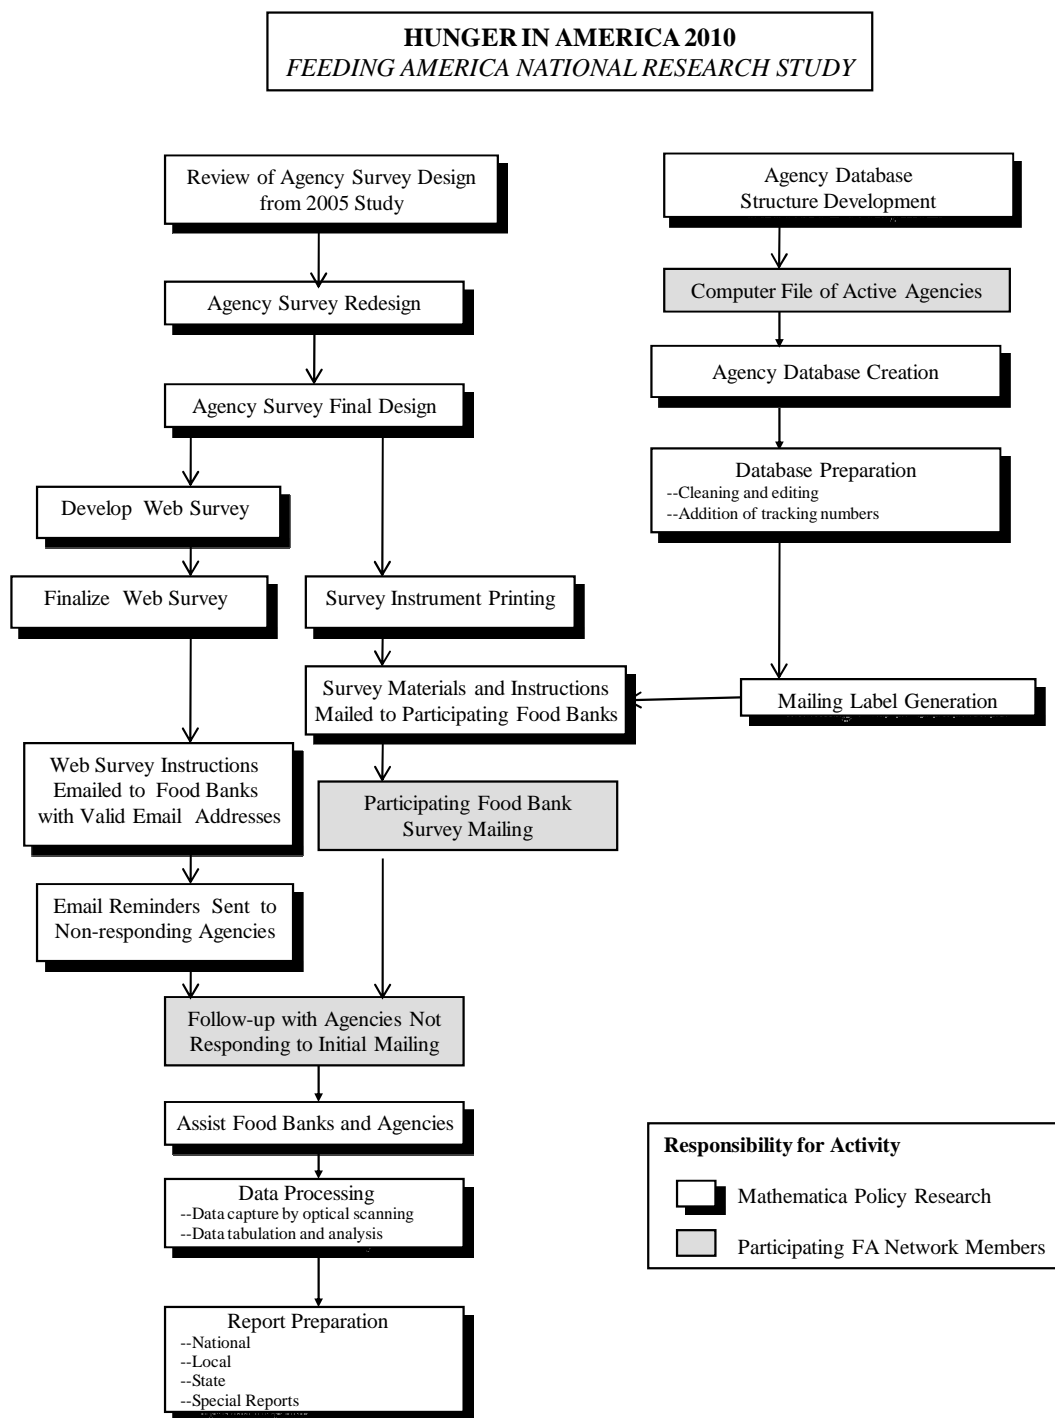 HUNGER IN AMERICA 2010
FEEDING AMERICA NATIONAL RESEARCH STUDY
Review of Agency Survey Design
from 2005 Study
Agency Survey Redesign
Agency Survey Final Design
Develop Web Survey
Finalize Web Survey
Web Survey Instructions
Emailed to Food Banks
with Valid Email Addresses
Email Reminders Sent to
Non-responding Agencies
Survey Instrument Printing
Survey Materials and Instructions
Mailed to Participating Food Banks
Participating Food Bank
Survey Mailing
Agency Database
Structure Development
Computer File of Active Agencies
Agency Database Creation
Database Preparation
--Cleaning and editing
--Addition of tracking numbers
Mailing Label Generation
Follow-up with Agencies Not
Responding to Initial Mailing
Assist Food Banks and Agencies
Data Processing
--Data capture by optical scanning
--Data tabulation and analysis
Report Preparation
--National
--Local
--State
--Special Reports
Responsibility for Activity
Mathematica Policy Research
Participating FA Network Members